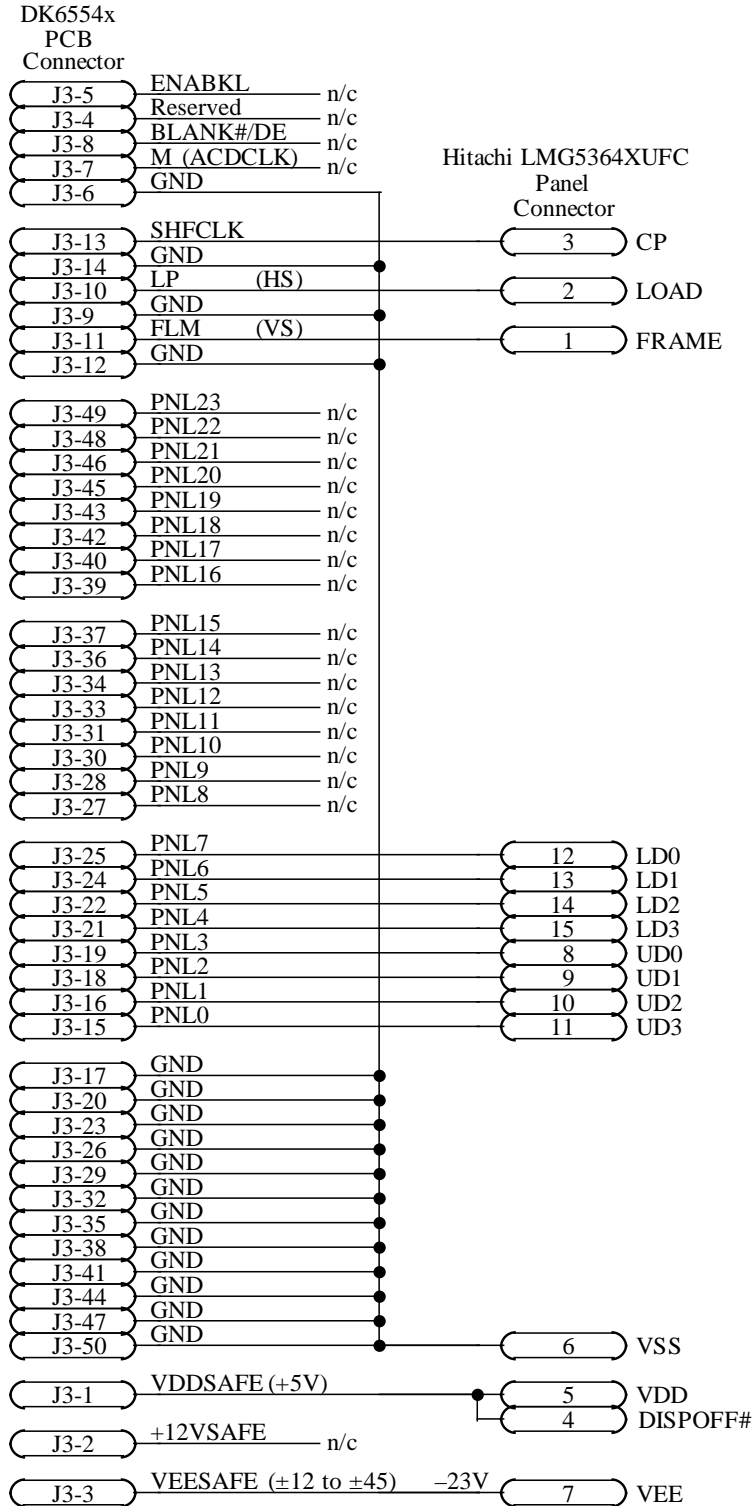 DK6554x
PCB
Connector
J3-5 ENABKL n/c
J3-4 Reserved n/c
J3-8 BLANK#/DE n/c
J3-7 M (ACDCLK) n/c
J3-6 GND
Hitachi LMG5364XUFC
Panel
Connector
J3-13 SHFCLK 3 CP
J3-14 GND
J3-10 LP (HS) 2 LOAD
J3-9 GND
J3-11 FLM (VS) 1 FRAME
J3-12 GND
J3-49 PNL23 n/c
J3-48 PNL22 n/c
J3-46 PNL21 n/c
J3-45 PNL20 n/c
J3-43 PNL19 n/c
J3-42 PNL18 n/c
J3-40 PNL17 n/c
J3-39 PNL16 n/c
J3-37 PNL15 n/c
J3-36 PNL14 n/c
J3-34 PNL13 n/c
J3-33 PNL12 n/c
J3-31 PNL11 n/c
J3-30 PNL10 n/c
J3-28 PNL9 n/c
J3-27 PNL8 n/c
J3-25 PNL7 12 LD0
J3-24 PNL6 13 LD1
J3-22 PNL5 14 LD2
J3-21 PNL4 15 LD3
J3-19 PNL3 8 UD0
J3-18 PNL2 9 UD1
J3-16 PNL1 10 UD2
J3-15 PNL0 11 UD3
J3-17 GND
J3-20 GND
J3-23 GND
J3-26 GND
J3-29 GND
J3-32 GND
J3-35 GND
J3-38 GND
J3-41 GND
J3-44 GND
J3-47 GND
J3-50 GND 6 VSS
J3-1 VDDSAFE (+5V) 5 VDD
4 DISPOFF#
J3-2 +12VSAFE n/c
J3-3 VEESAFE (±12 to ±45) –23V 7 VEE